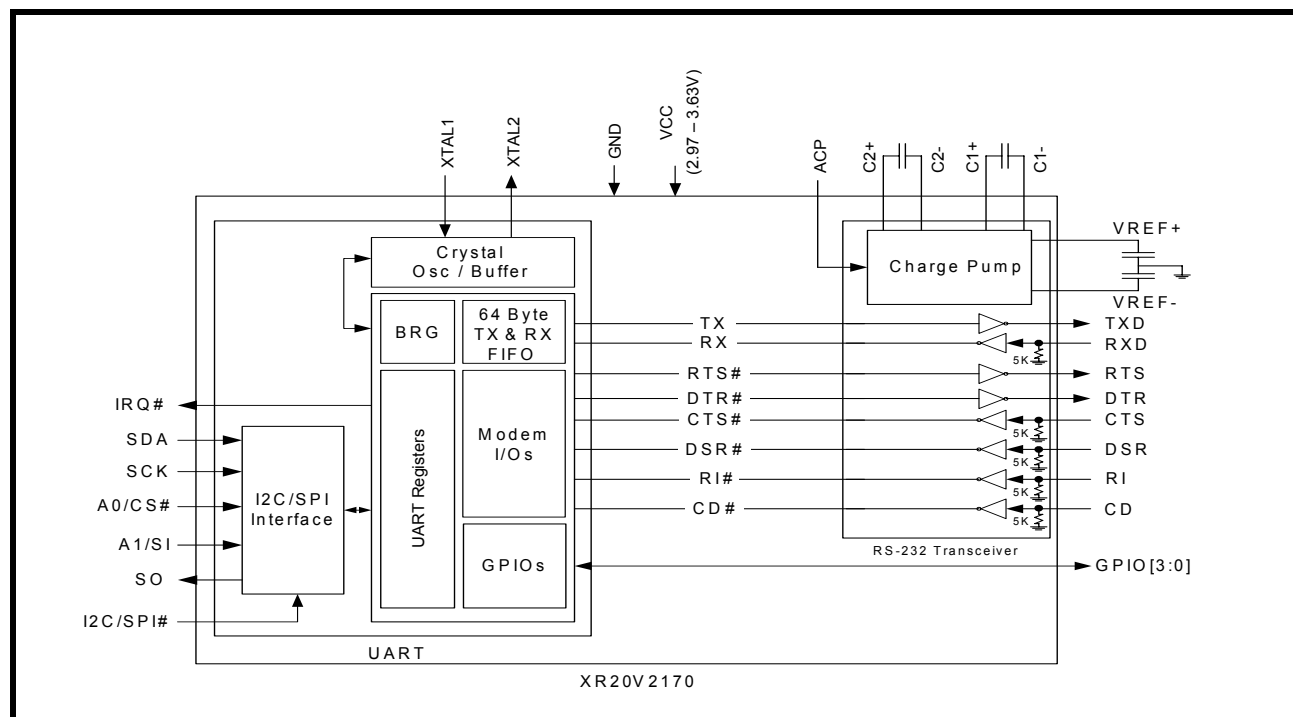 XTAL1
XTAL2
GND
VCC
(2.97 – 3.63V)
ACP
C2+
C2-
C1+
C1-
Crystal
Osc / Buffer
Charge Pump
VREF+
VREF-
BRG
64 Byte
TX & RX
FIFO
TX
TXD
RX
5K
RXD
RTS#
RTS
DTR#
DTR
CTS#
5K
CTS
DSR#
5K
DSR
RI#
5K
RI
CD#
5K
CD
IRQ#
SDA
SCK
A0/CS#
A1/SI
SO
I2C/SPI#
I2C/SPI
Interface
UART Registers
Modem
I/Os
GPIOs
RS-232 Transceiver
GPIO[3:0]
UART
XR20V2170